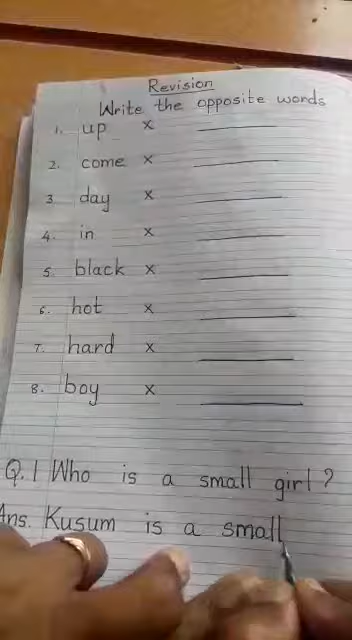 Revision
Write the opposite words
1. up x
2. come x
3. day x
4. in x
5. black x
6. hot x
7. hard x
8. boy x
Q.1 Who is a small girl?
Ans. Kusum is a small